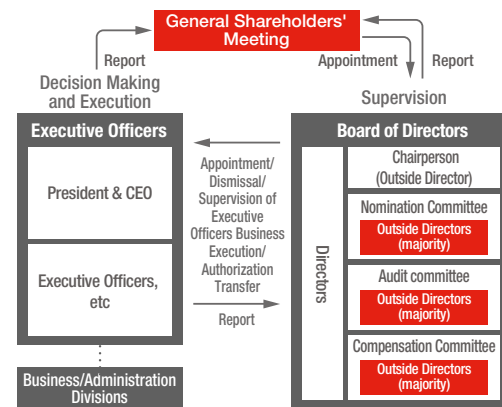 General Shareholders'
Meeting
Report
Appointment
Report
Decision Making
and Execution
Supervision
Executive Officers
President & CEO
Executive Officers,
etc
Business/Administration
Divisions
Appointment/
Dismissal/
Supervision of
Executive
Officers Business
Execution/
Authorization
Transfer
Report
Board of Directors
Directors
Chairperson
(Outside Director)
Nomination Committee
Outside Directors
(majority)
Audit committee
Outside Directors
(majority)
Compensation Committee
Outside Directors
(majority)